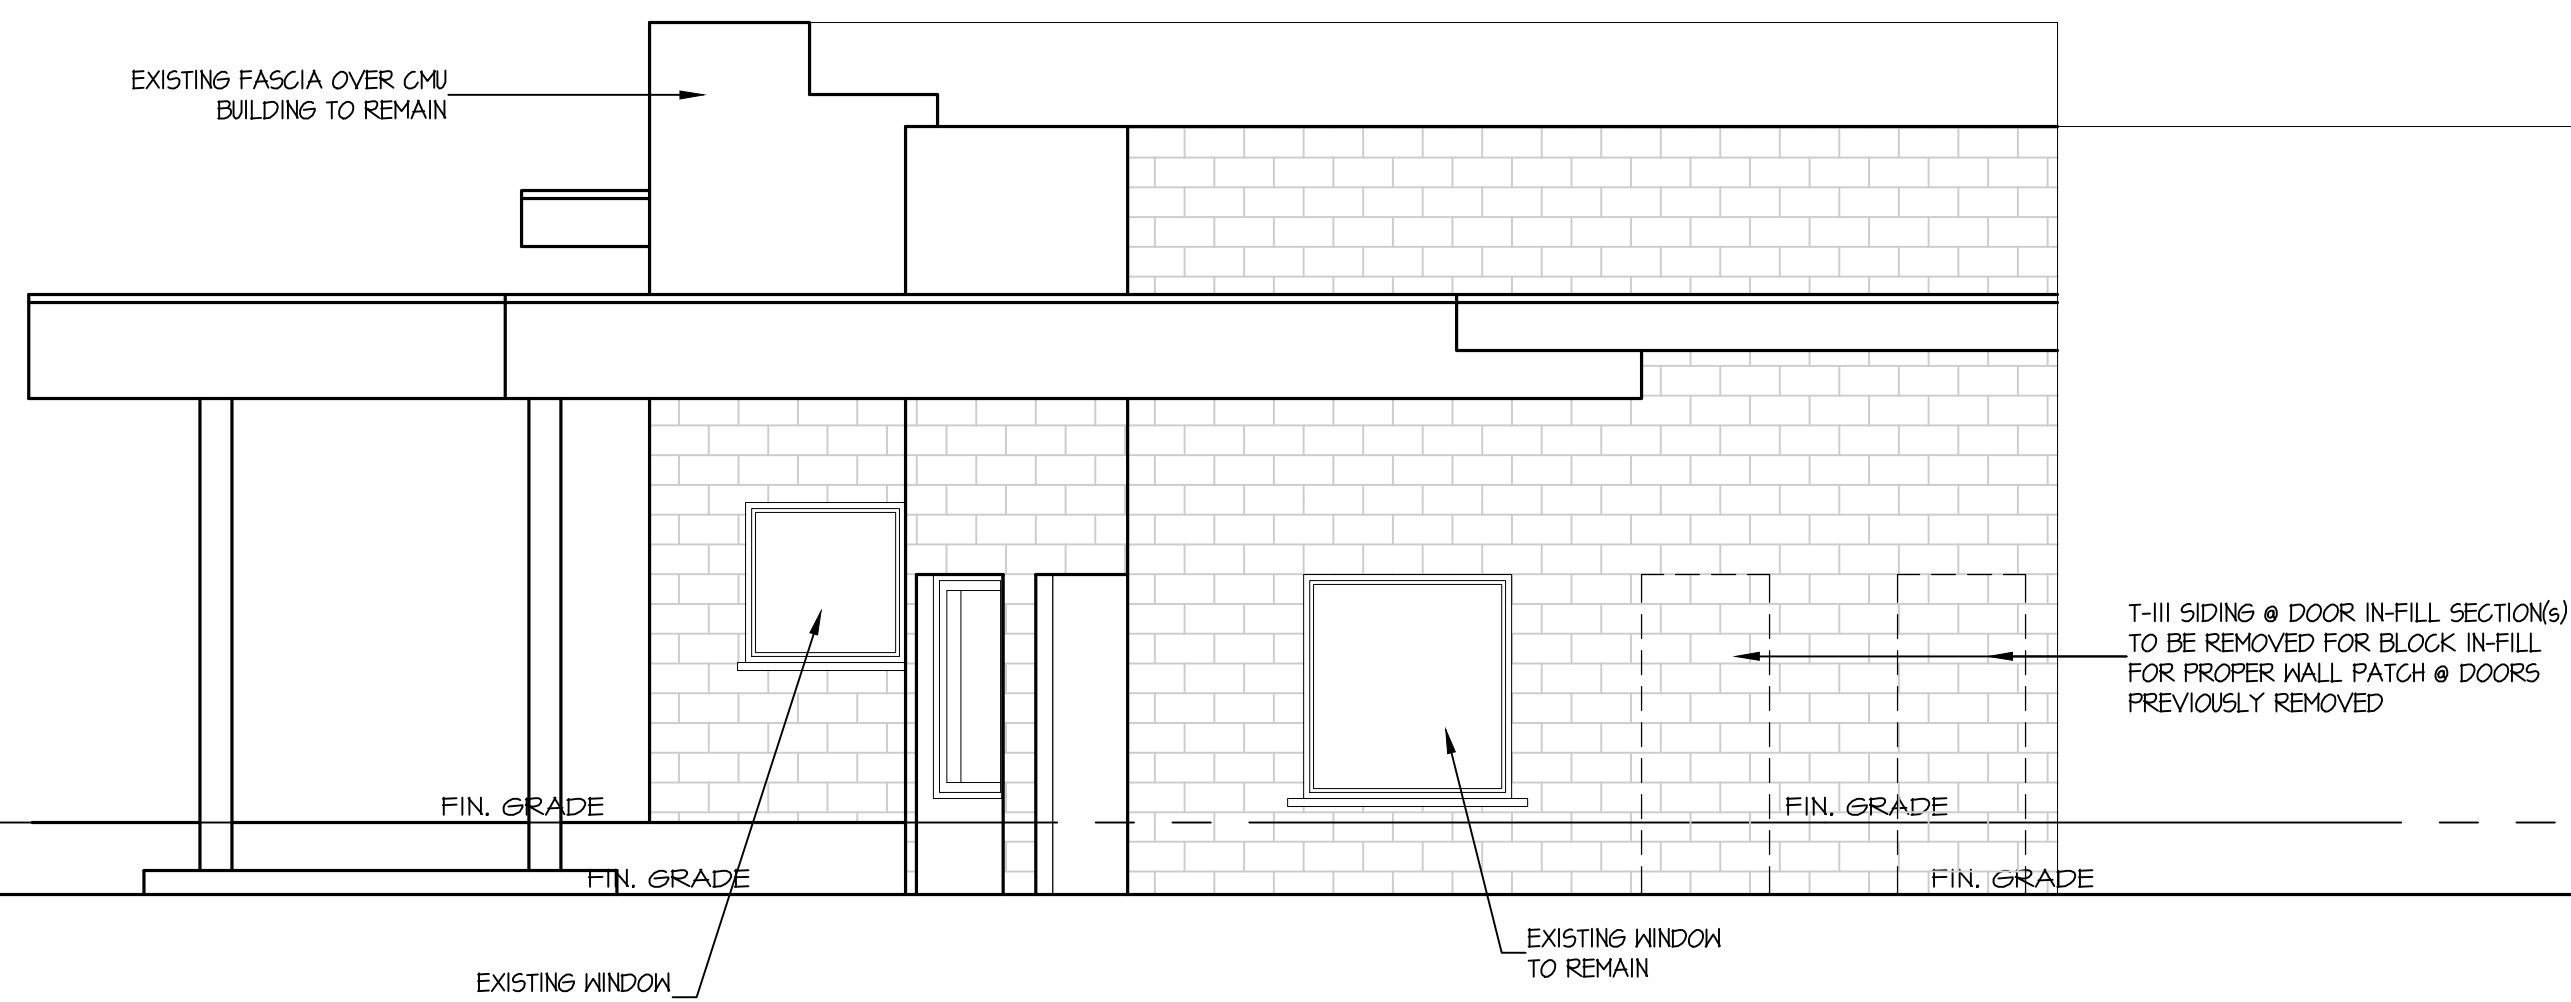 EXISTING FASCIA OVER CMU
BUILDING TO REMAIN
T-111 SIDING @ DOOR IN-FILL SECTION(s)
TO BE REMOVED FOR BLOCK IN-FILL
FOR PROPER WALL PATCH @ DOORS
PREVIOUSLY REMOVED
FIN. GRADE
FIN. GRADE
FIN. GRADE
FIN. GRADE
EXISTING WINDOW
TO REMAIN
EXISTING WINDOW